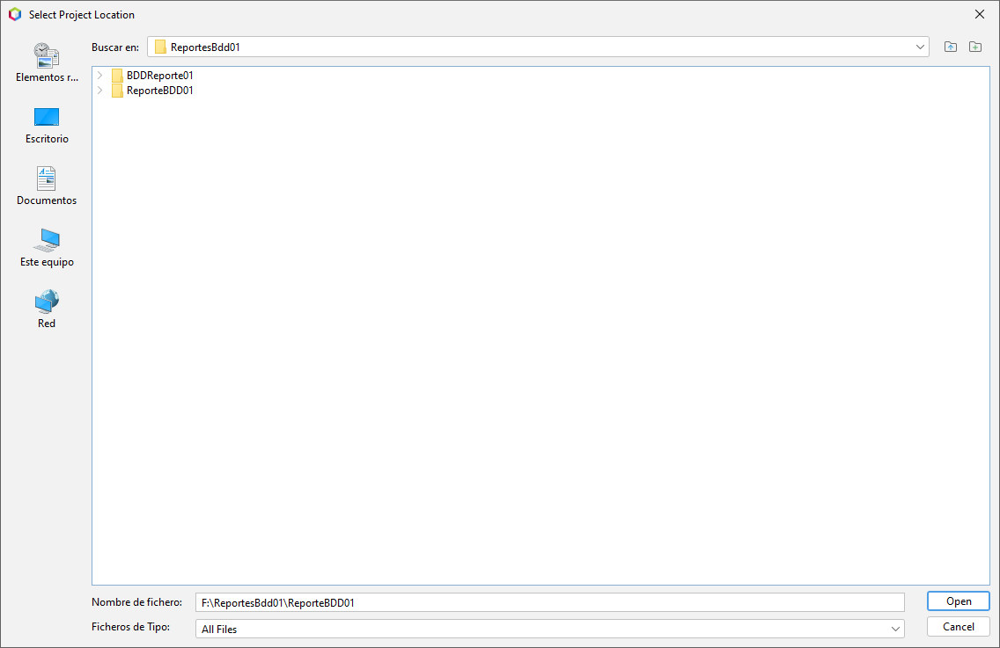 Select Project Location
Buscar en: ReportesBdd01
Elementos r...
Escritorio
Documentos
Este equipo
Red
BDDReporte01
ReporteBDD01
Nombre de fichero: F:\ReportesBdd01\ReporteBDD01 Open
Ficheros de Tipo: All Files Cancel